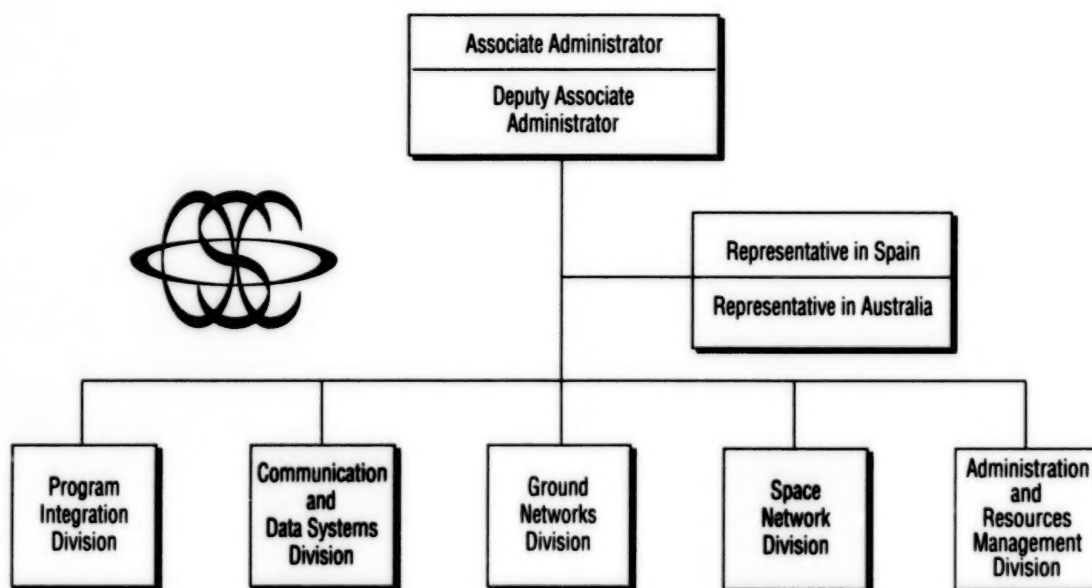 Associate Administrator
Deputy Associate
Administrator
Representative in Spain
Representative in Australia
Program
Integration
Division
Communication
and
Data Systems
Division
Ground
Networks
Division
Space
Network
Division
Administration
and
Resources
Management
Division